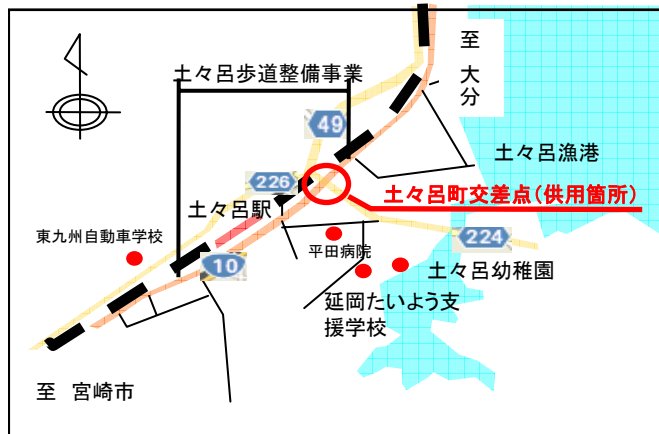 至
大
分
土々呂歩道整備事業
49
土々呂漁港
226
土々呂町交差点(供用箇所)
土々呂駅
東九州自動車学校
平田病院
224
10
土々呂幼稚園
延岡たいよう支
援学校
至 宮崎市